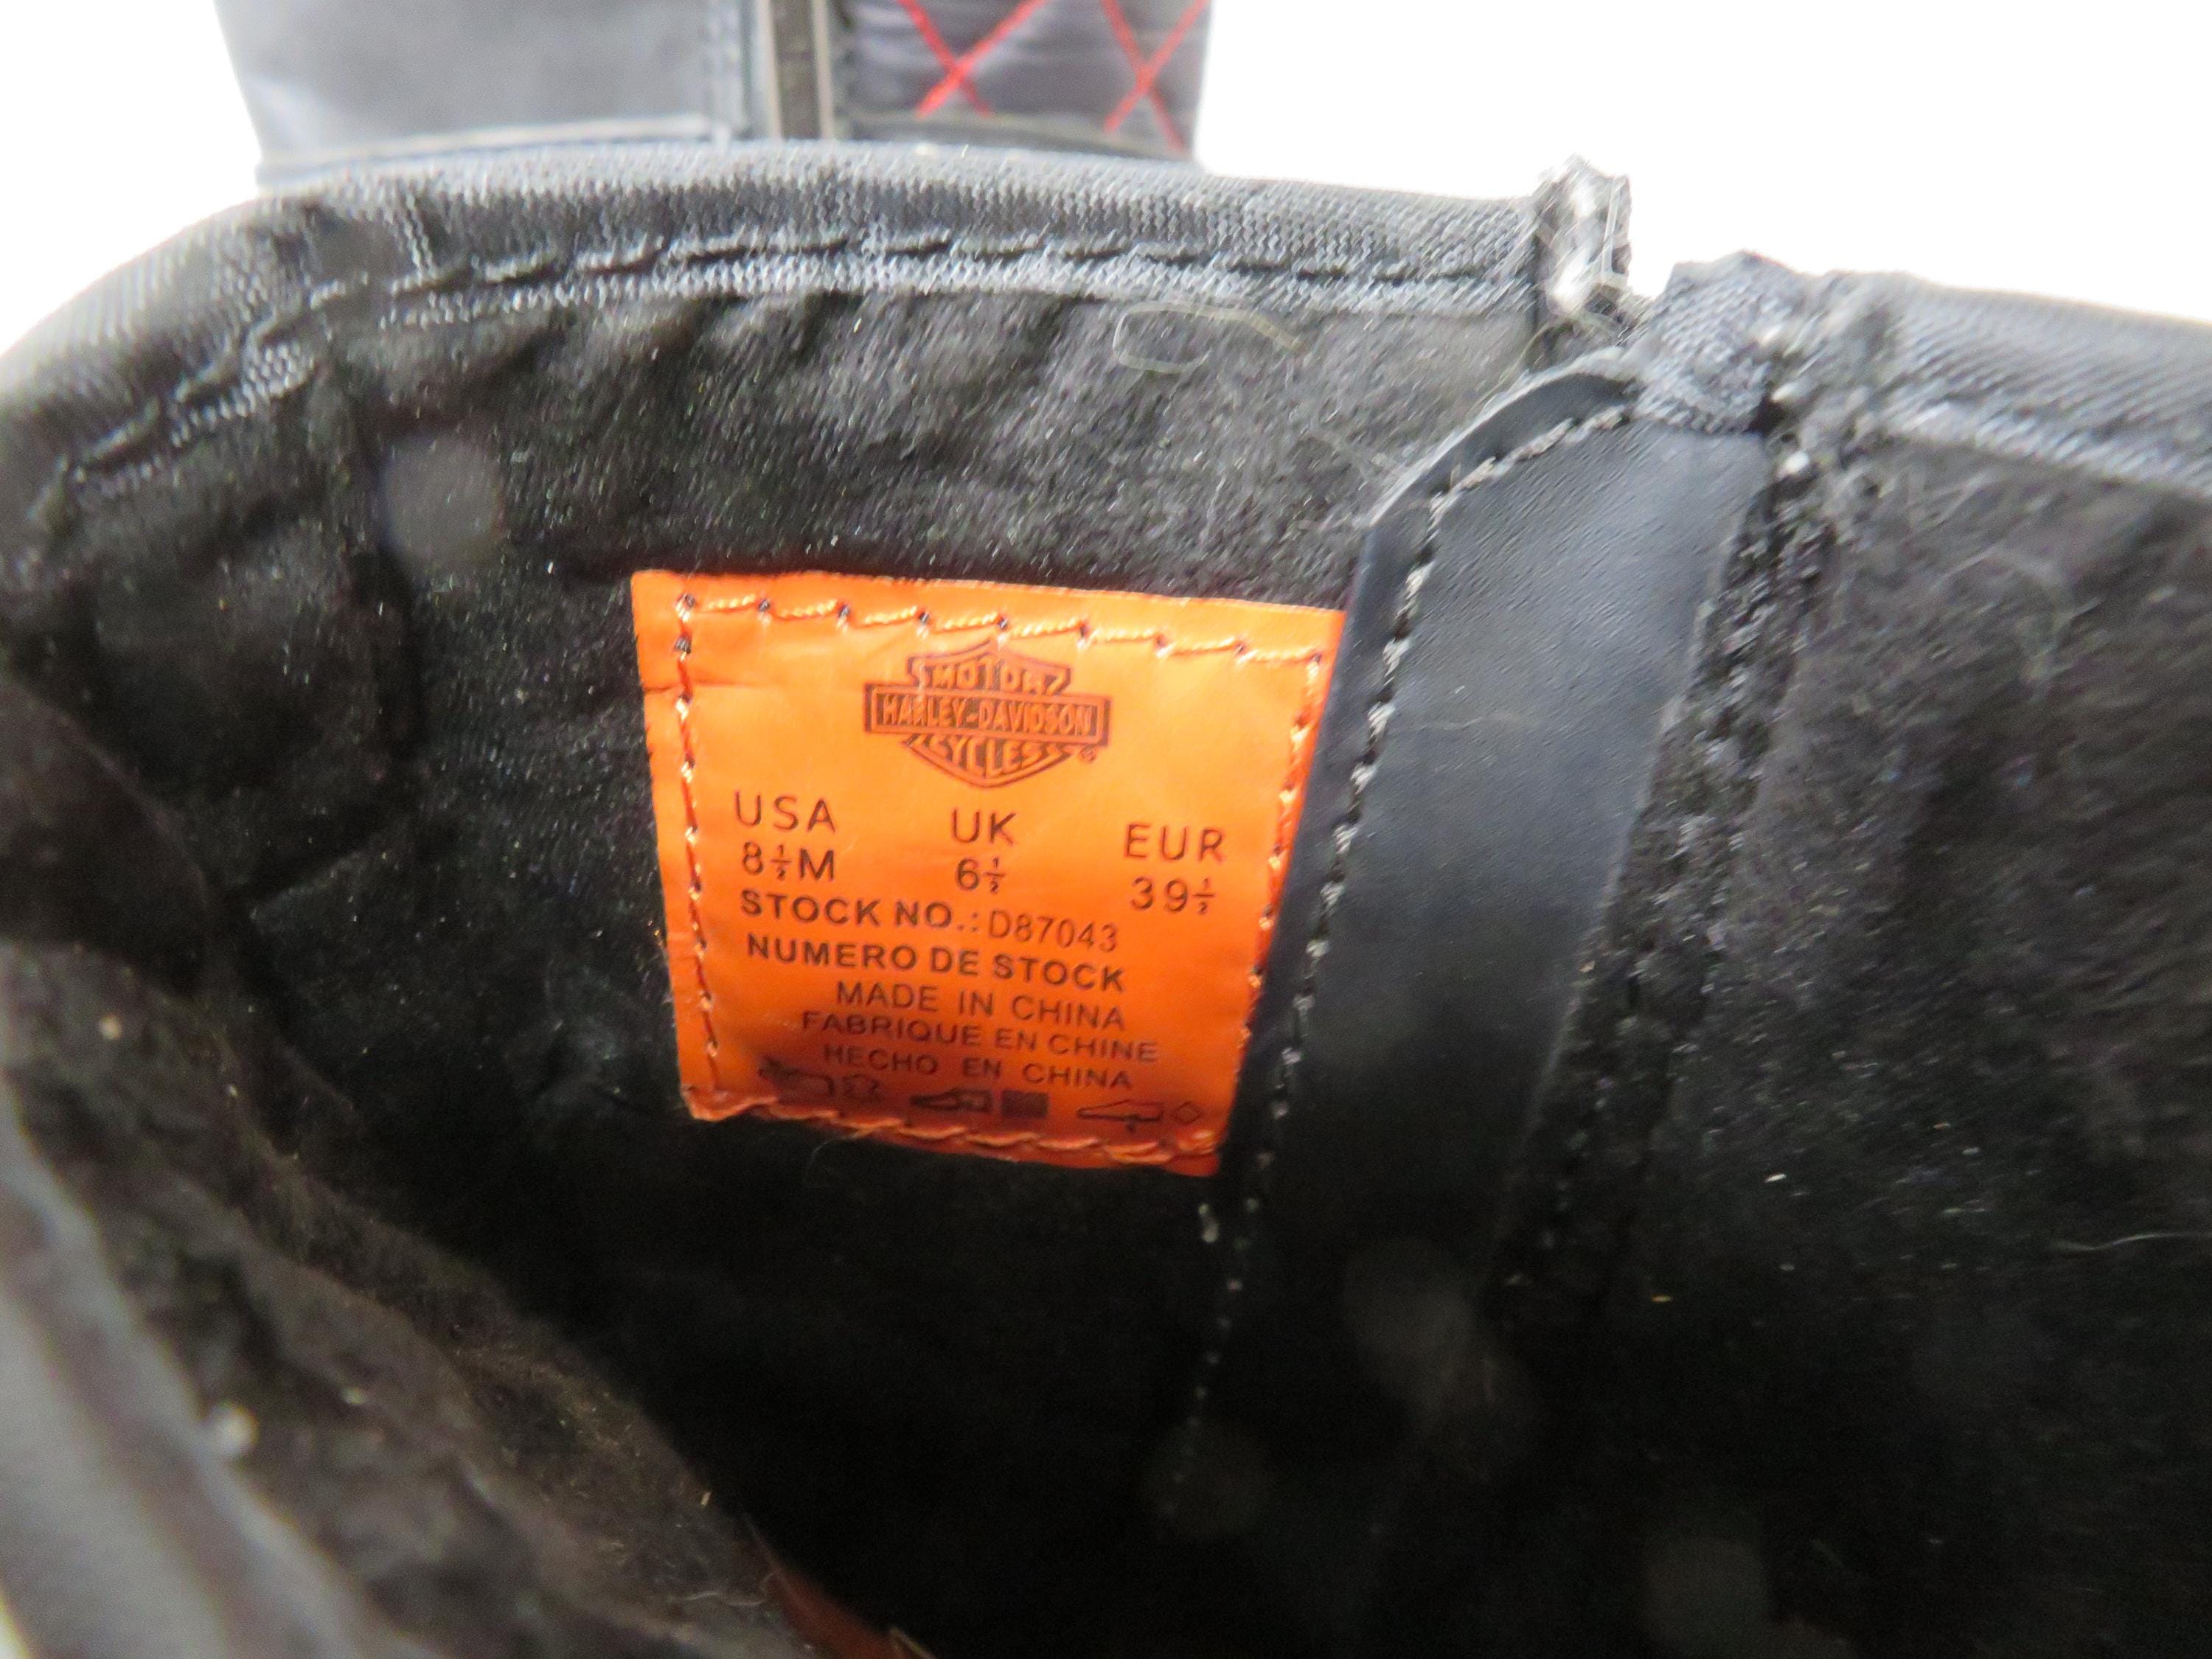 MOTOR
HARLEY-DAVIDSON
CYCLES ®
USA UK EUR
8½M 6½ 39½
STOCK NO.: D87043
NUMERO DE STOCK
MADE IN CHINA
FABRIQUE EN CHINE
HECHO EN CHINA